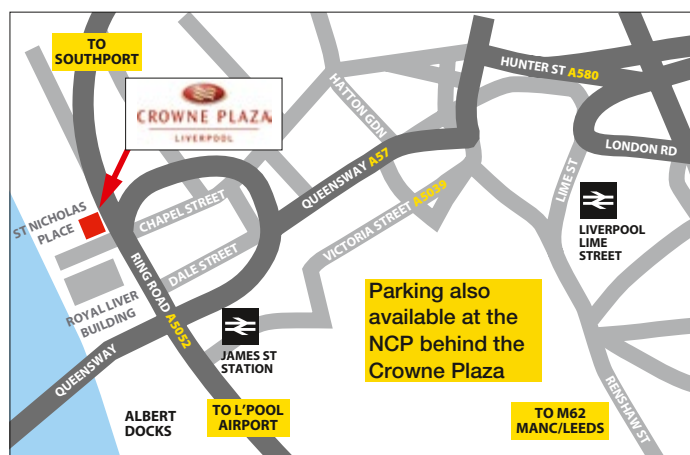 TO
SOUTHPORT
CROWNE PLAZA
LIVERPOOL
HATTON GDN
HUNTER ST A580
LONDON RD
QUEENSWAY A57
LIME ST
ST NICHOLAS
PLACE
CHAPEL STREET
VICTORIA STREET A5039
LIVERPOOL
LIME
STREET
DALE STREET
RING ROAD A5052
ROYAL LIVER
BUILDING
Parking also
available at the
NCP behind the
Crowne Plaza
JAMES ST
STATION
QUEENSWAY
RENSHAW ST
ALBERT
DOCKS
TO L'POOL
AIRPORT
TO M62
MANC/LEEDS